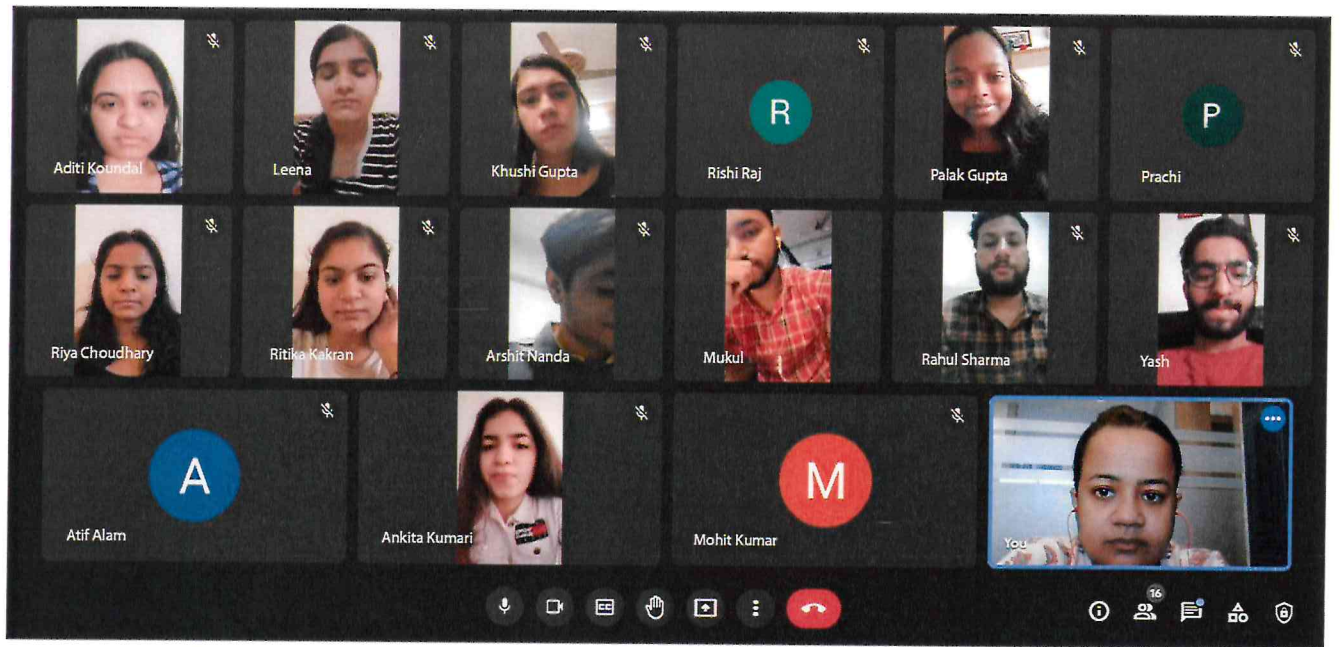 Aditi Koundal
Leena
Khushi Gupta
R
Rishi Raj
Palak Gupta
P
Prachi
Riya Choudhary
Ritika Kakran
Arshit Nanda
Mukul
Rahul Sharma
Yash
A
Atif Alam
Ankita Kumari
M
Mohit Kumar
You
CC
16